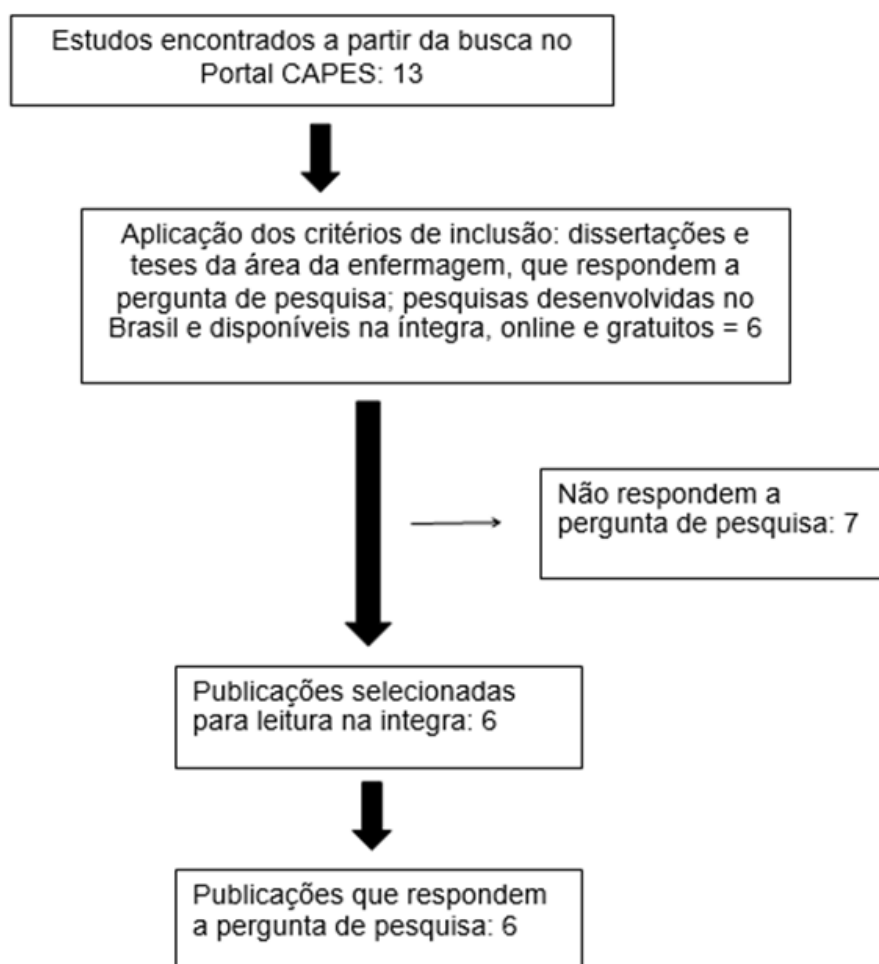 Estudos encontrados a partir da busca no
Portal CAPES: 13
Aplicação dos critérios de inclusão: dissertações e
teses da área da enfermagem, que respondem a
pergunta de pesquisa; pesquisas desenvolvidas no
Brasil e disponíveis na íntegra, online e gratuitos = 6
Não respondem a
pergunta de pesquisa: 7
Publicações selecionadas
para leitura na integra: 6
Publicações que respondem
a pergunta de pesquisa: 6